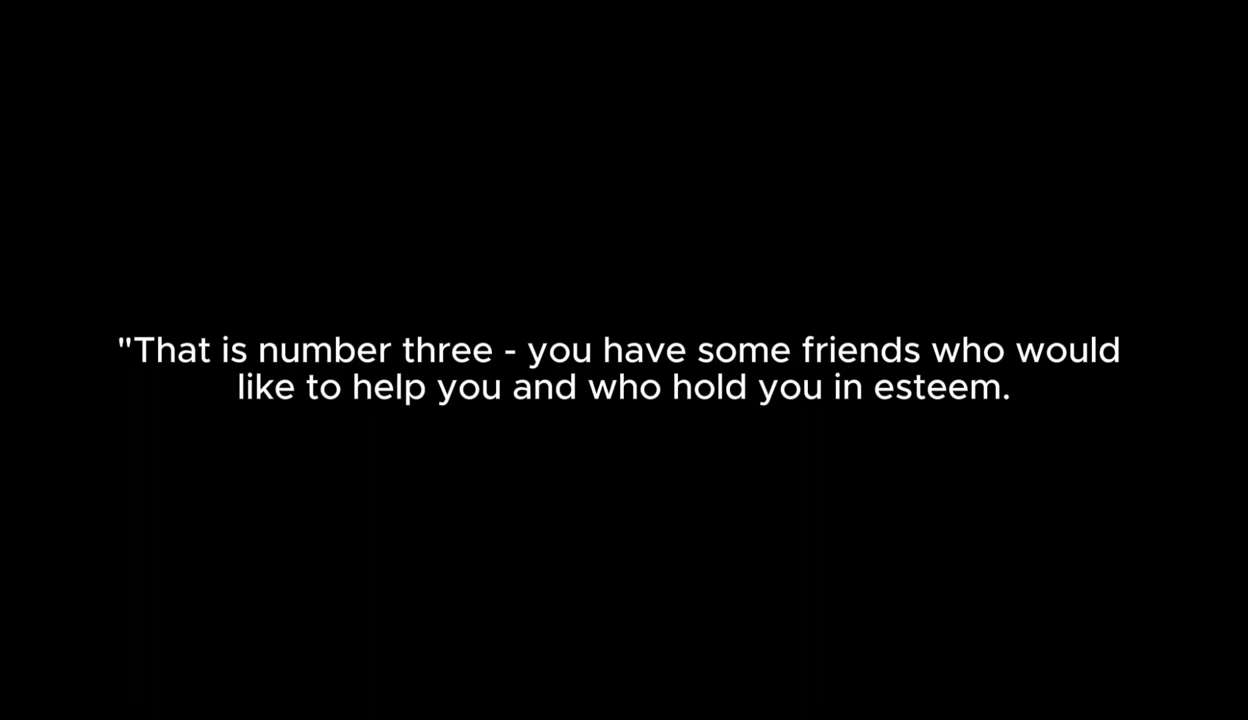 "That is number three - you have some friends who would
like to help you and who hold you in esteem.